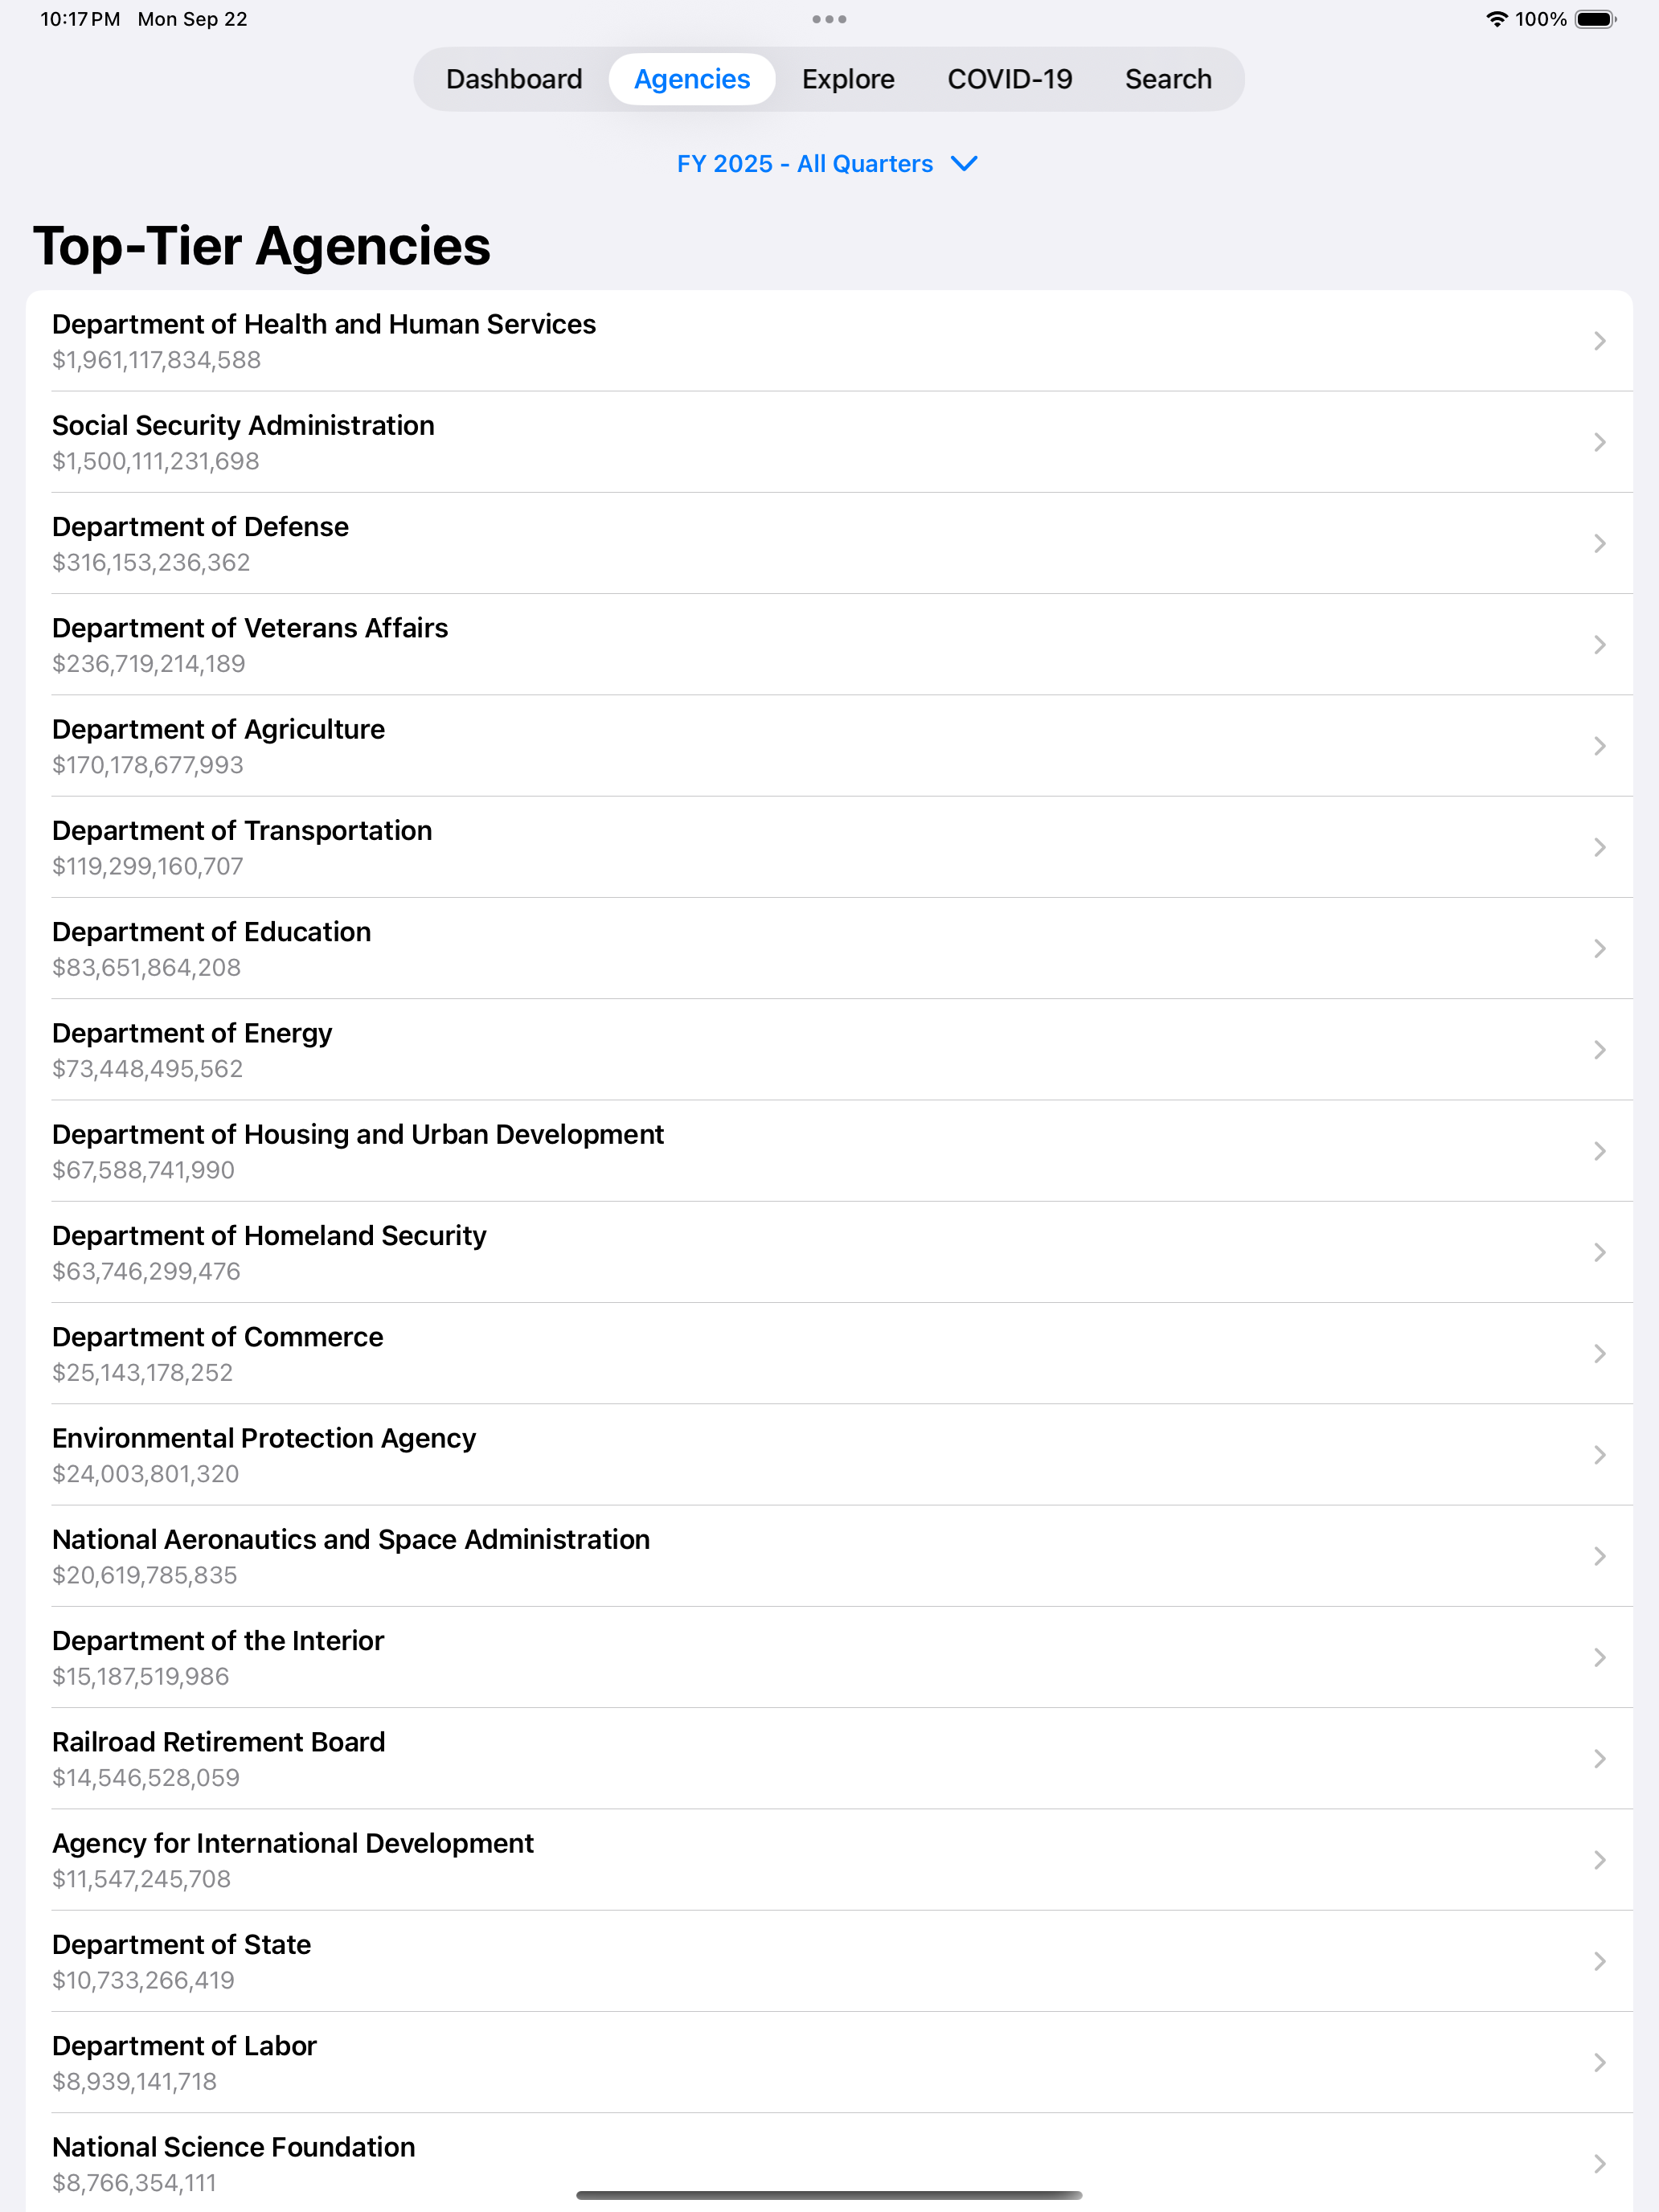 10:17 PM Mon Sep 22
100%
Dashboard Agencies Explore COVID-19 Search
FY 2025 - All Quarters
Top-Tier Agencies
Department of Health and Human Services
$1,961,117,834,588
Social Security Administration
$1,500,111,231,698
Department of Defense
$316,153,236,362
Department of Veterans Affairs
$236,719,214,189
Department of Agriculture
$170,178,677,993
Department of Transportation
$119,299,160,707
Department of Education
$83,651,864,208
Department of Energy
$73,448,495,562
Department of Housing and Urban Development
$67,588,741,990
Department of Homeland Security
$63,746,299,476
Department of Commerce
$25,143,178,252
Environmental Protection Agency
$24,003,801,320
National Aeronautics and Space Administration
$20,619,785,835
Department of the Interior
$15,187,519,986
Railroad Retirement Board
$14,546,528,059
Agency for International Development
$11,547,245,708
Department of State
$10,733,266,419
Department of Labor
$8,939,141,718
National Science Foundation
$8,766,354,111